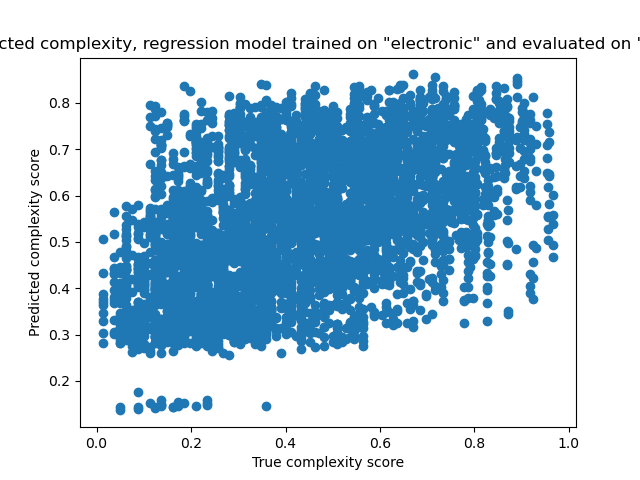 cted complexity, regression model trained on "electronic" and evaluated on "
Predicted complexity score
0.8
0.7
0.6
0.5
0.4
0.3
0.2
0.0 0.2 0.4 0.6 0.8 1.0
True complexity score